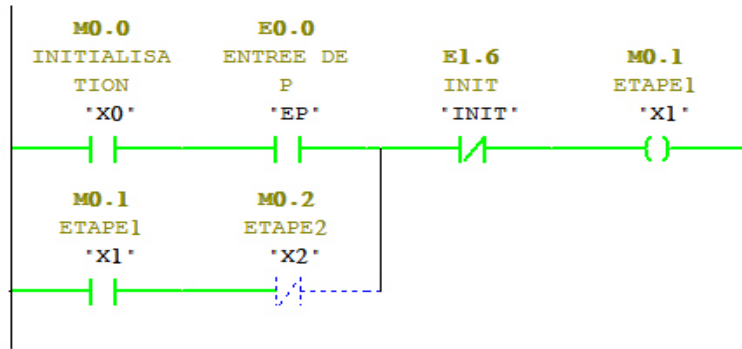 M0.0 E0.0
INITIALISA ENTREE DE E1.6 M0.1
TION P INIT ETAPE1
"X0" "EP" "INIT" "X1"
M0.1 M0.2
ETAPE1 ETAPE2
"X1" "X2"